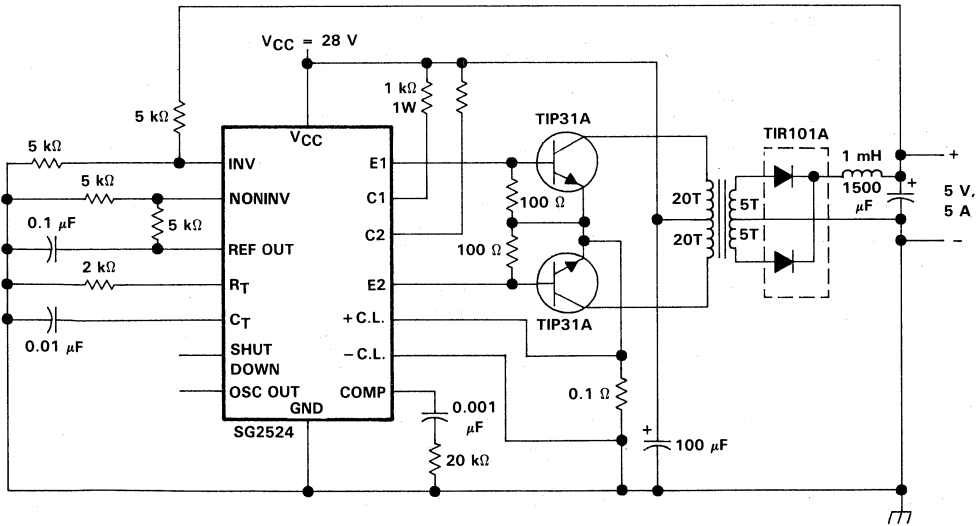 VCC = 28 V
5 kΩ
1 kΩ
1W
TIP31A
TIR101A
5 kΩ
VCC
INV
E1
1 mH
+
5 kΩ
NONINV
C1
100 Ω
20T
5T
1500
μF
+
5 V,
5 A
0.1 μF
5 kΩ
C2
20T
5T
REF OUT
100 Ω
−
2 kΩ
RT
E2
CT
+ C.L.
TIP31A
0.01 μF
SHUT
DOWN
− C.L.
OSC OUT
COMP
0.1 Ω
GND
0.001
μF
SG2524
+
100 μF
20 kΩ